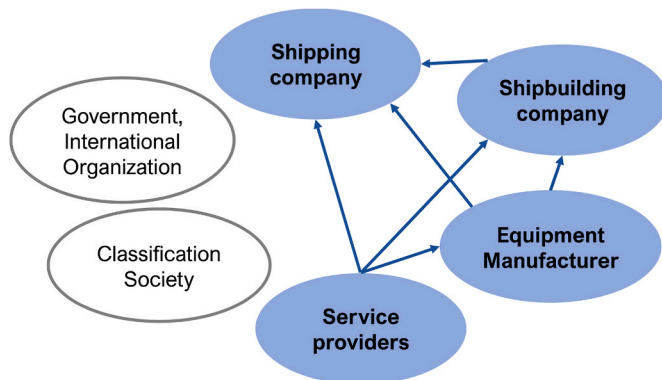 Shipping
company
Shipbuilding
company
Government,
International
Organization
Equipment
Manufacturer
Classification
Society
Service
providers